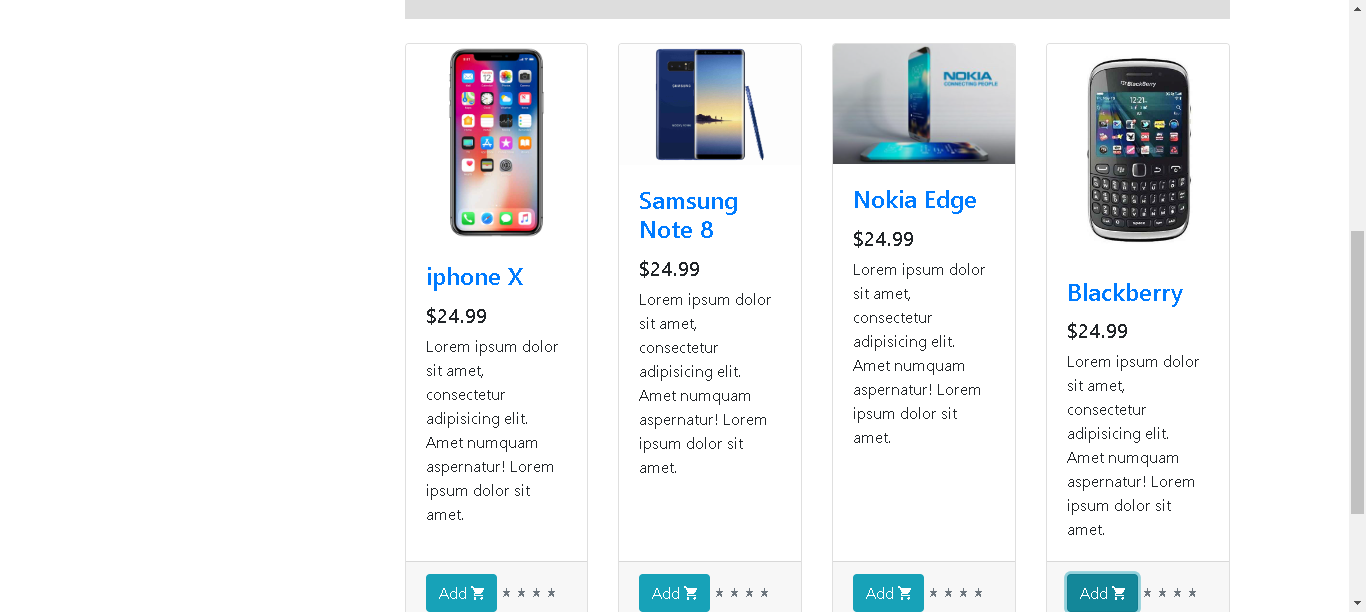 iphone X
$24.99
Lorem ipsum dolor
sit amet,
consectetur
adipisicing elit.
Amet numquam
aspernatur! Lorem
ipsum dolor sit
amet.
Add
SAMSUNG
Samsung
Note 8
$24.99
Lorem ipsum dolor
sit amet,
consectetur
adipisicing elit.
Amet numquam
aspernatur! Lorem
ipsum dolor sit
amet.
Add
NOKIA
CONNECTING PEOPLE
Nokia Edge
$24.99
Lorem ipsum dolor
sit amet,
consectetur
adipisicing elit.
Amet numquam
aspernatur! Lorem
ipsum dolor sit
amet.
Add
BlackBerry
12:21
Blackberry
$24.99
Lorem ipsum dolor
sit amet,
consectetur
adipisicing elit.
Amet numquam
aspernatur! Lorem
ipsum dolor sit
amet.
Add